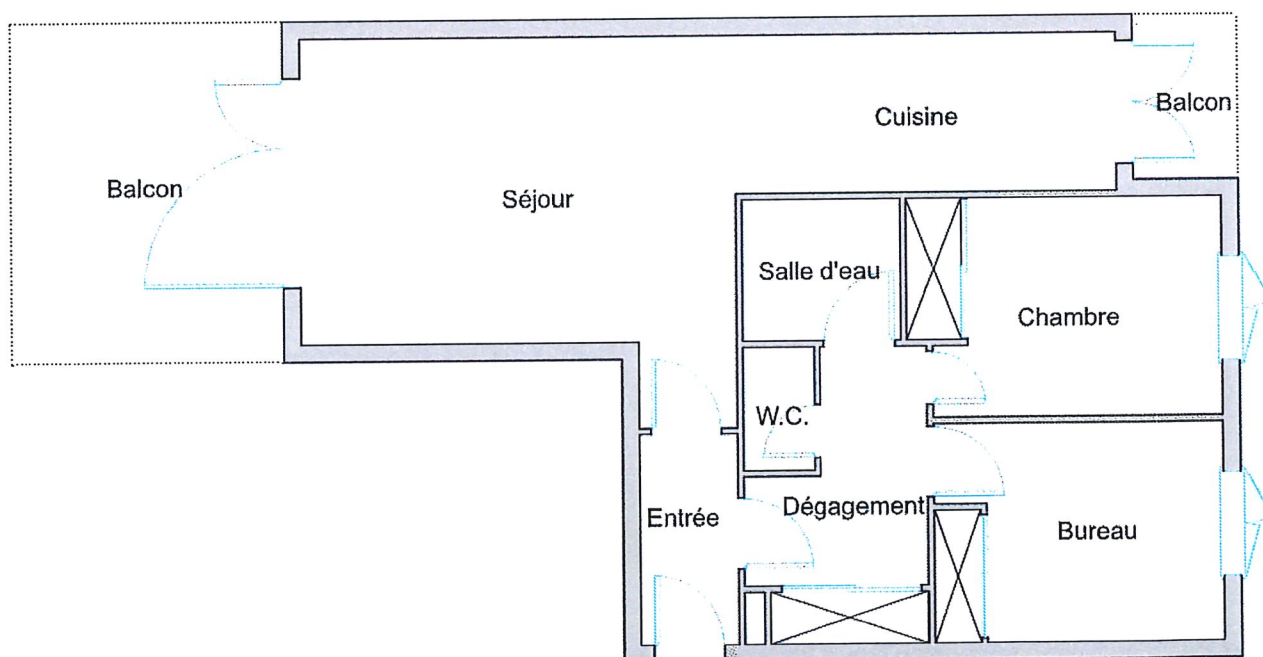 Cuisine
Balcon
Balcon
Séjour
Salle d'eau
Chambre
W.C.
Entrée
Dégagement
Bureau